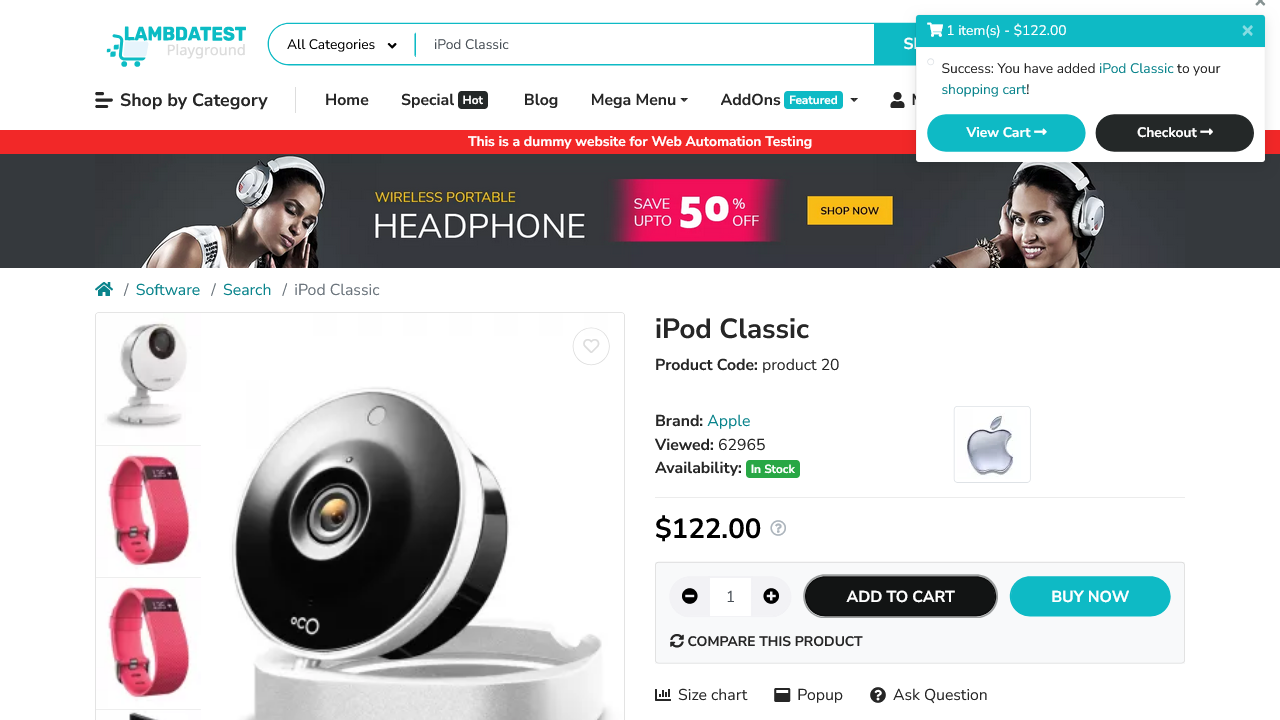 LAMBDATEST
Playground
All Categories
iPod Classic
1 item(s) - $122.00
Success: You have added iPod Classic to your
shopping cart!
View Cart
Checkout
Shop by Category
Home
Special Hot
Blog
Mega Menu
AddOns Featured
This is a dummy website for Web Automation Testing
WIRELESS PORTABLE
HEADPHONE
SAVE
UPTO
50
%
OFF
SHOP NOW
/ Software / Search / iPod Classic
iPod Classic
Product Code: product 20
Brand: Apple
Viewed: 62965
Availability: In Stock
$122.00
1
ADD TO CART
BUY NOW
COMPARE THIS PRODUCT
Size chart
Popup
Ask Question